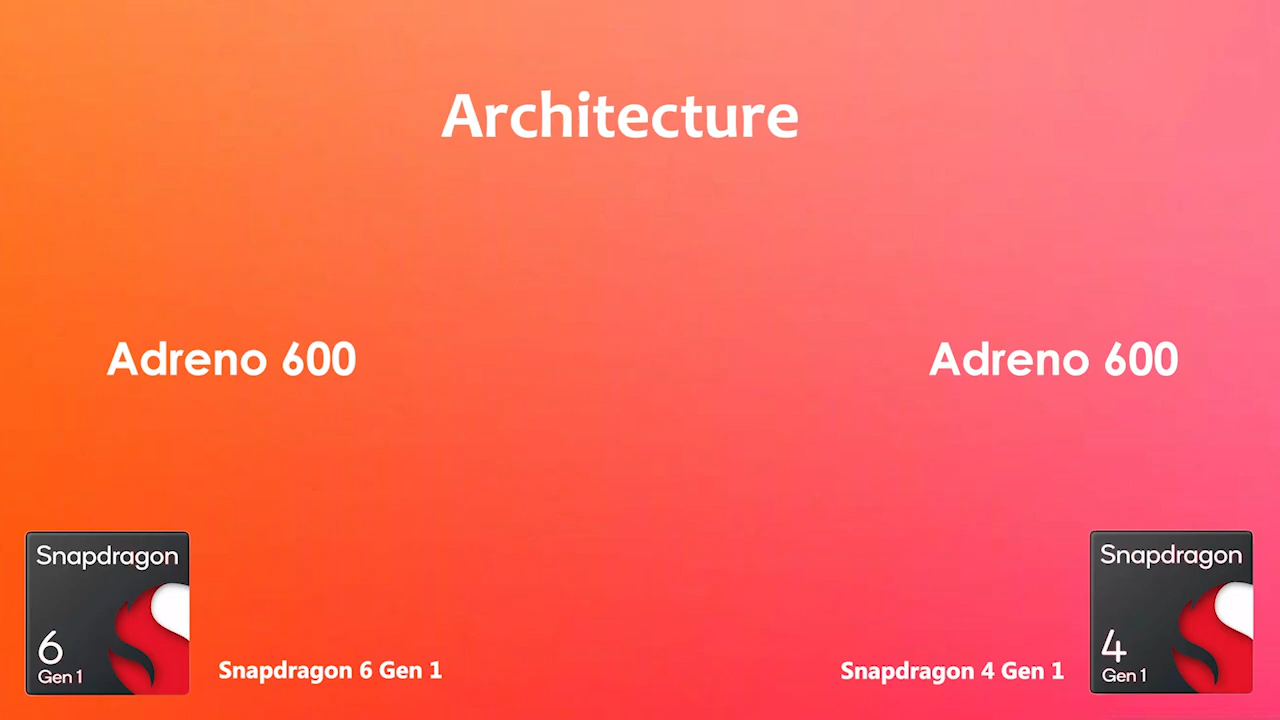 Architecture
Adreno 600
Adreno 600
Snapdragon
6
Gen 1
Snapdragon 6 Gen 1
Snapdragon 4 Gen 1
Snapdragon
4
Gen 1